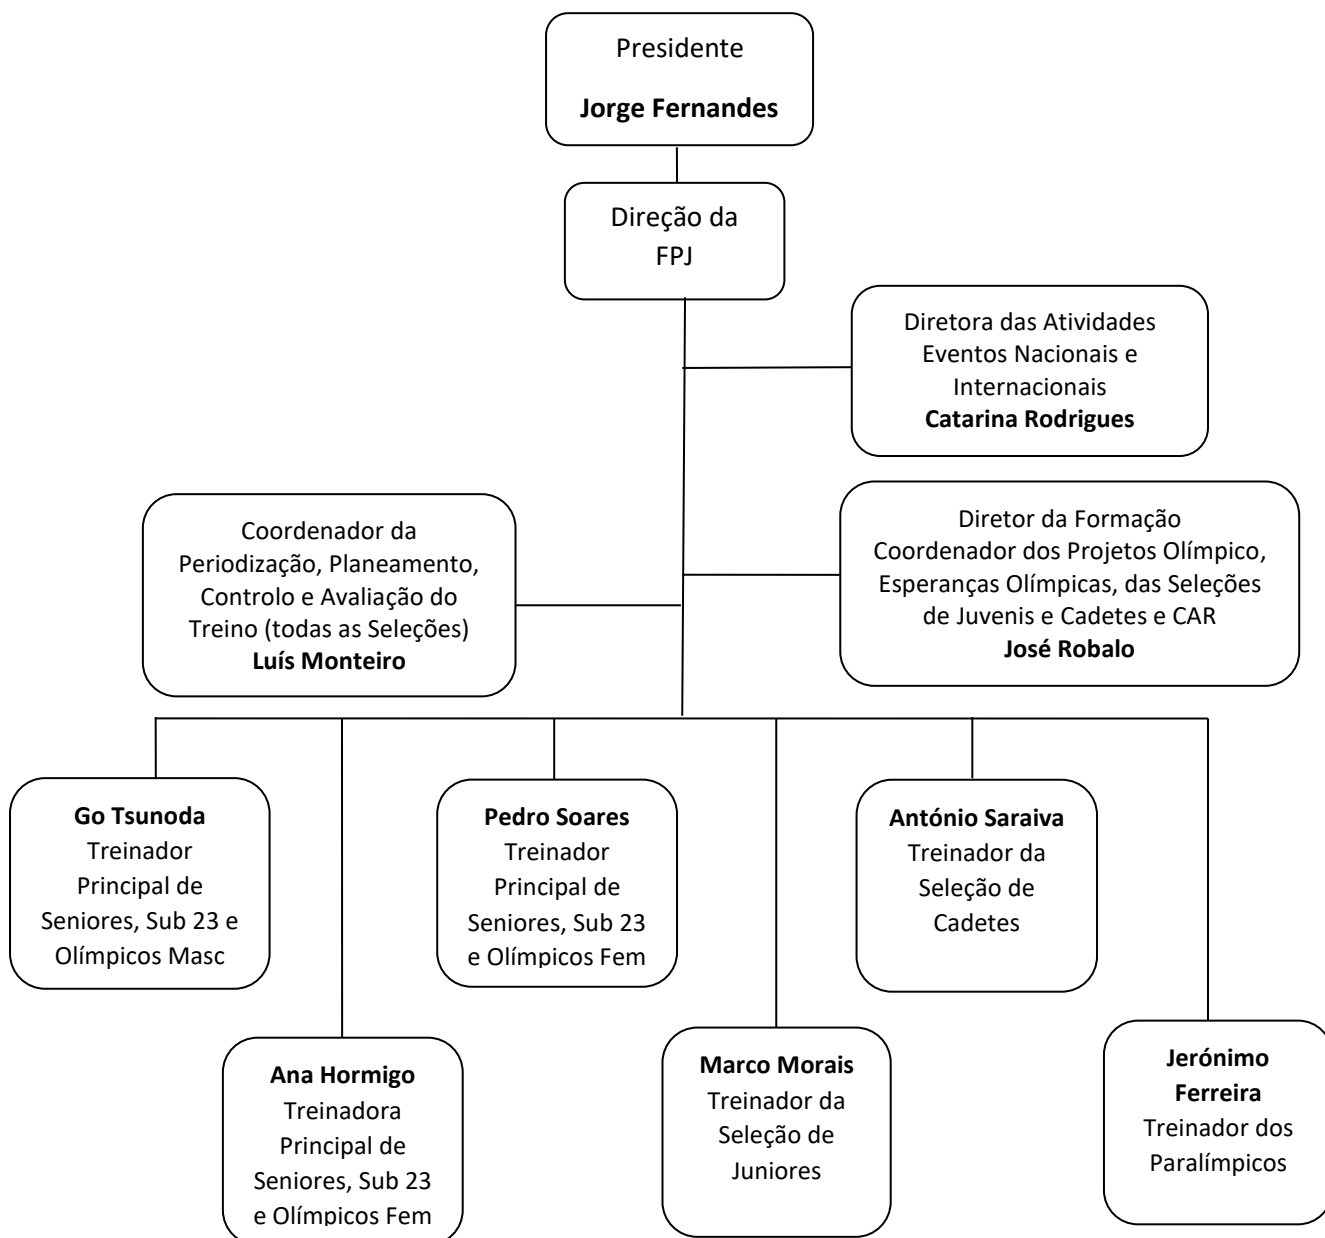 Presidente
Jorge Fernandes
Direção da
FPJ
Diretora das Atividades
Eventos Nacionais e
Internacionais
Catarina Rodrigues
Coordenador da
Periodização, Planeamento,
Controlo e Avaliação do
Treino (todas as Seleções)
Luís Monteiro
Diretor da Formação
Coordenador dos Projetos Olímpico,
Esperanças Olímpicas, das Seleções
de Juvenis e Cadetes e CAR
José Robalo
Go Tsunoda
Treinador
Principal de
Seniores, Sub 23 e
Olímpicos Masc
Pedro Soares
Treinador
Principal de
Seniores, Sub 23
e Olímpicos Fem
António Saraiva
Treinador da
Seleção de
Cadetes
Ana Hormigo
Treinadora
Principal de
Seniores, Sub 23
e Olímpicos Fem
Marco Morais
Treinador da
Seleção de
Juniores
Jerónimo
Ferreira
Treinador dos
Paralímpicos